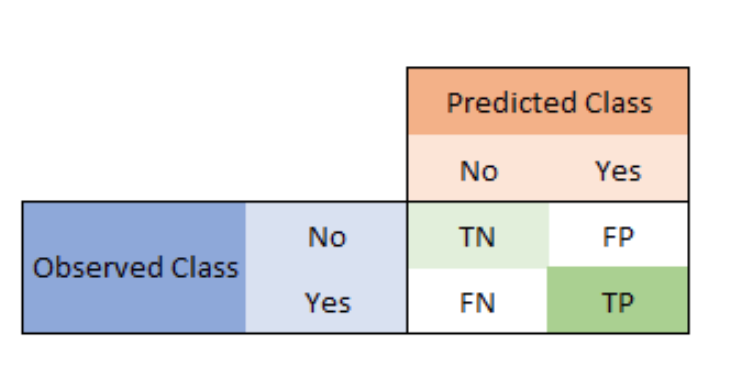 Predicted Class
No Yes
Observed Class
No TN FP
Yes FN TP